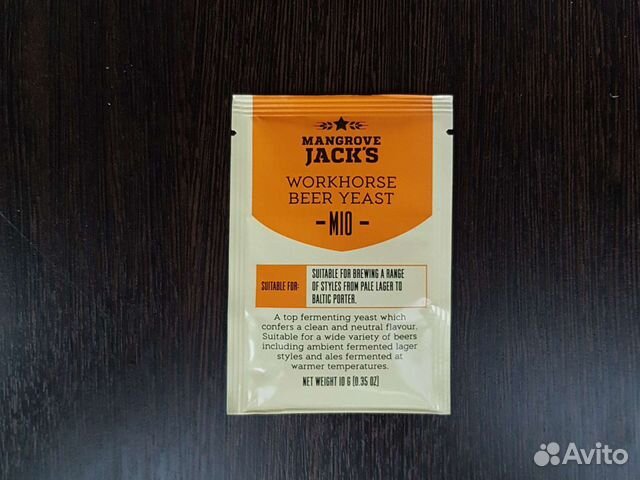 MANGROVE
JACK'S
WORKHORSE
BEER YEAST
- M10 -
SUITABLE FOR:
SUITABLE FOR BREWING A RANGE
OF STYLES FROM PALE LAGER TO
BALTIC PORTER.
A top fermenting yeast which
confers a clean and neutral flavour.
Suitable for a wide variety of beers
including ambient fermented lager
styles and ales fermented at
warmer temperatures.
NET WEIGHT 10 G [0.35 OZ]
Avito